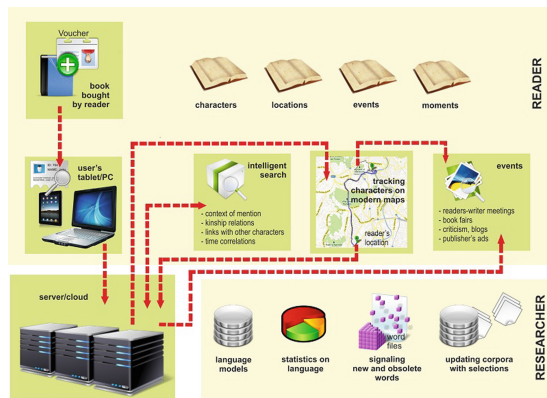 Voucher
book
bought
by reader
characters
locations
events
moments
READER
user's
tablet/PC
intelligent
search
- context of mention
- kinship relations
- links with other characters
- time correlations
tracking
characters on
modern maps
reader's
location
events
- readers-writer meetings
- book fairs
- criticism, blogs
- publisher's ads
server/cloud
language
models
statistics on
language
word
files
signaling
new and obsolete
words
updating corpora
with selections
RESEARCHER